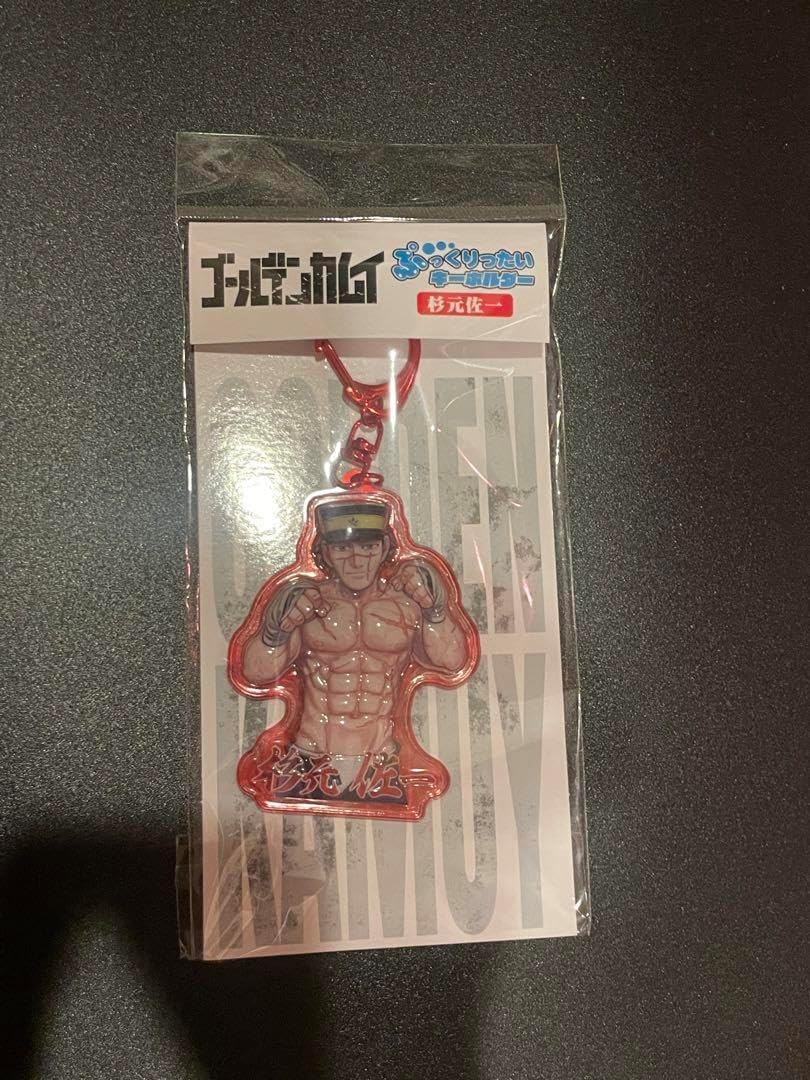 ゴールデンカムイ
ぷっくりったい
キーホルダー
杉元佐一
GOLDEN
KAMUY
杉元 佐一